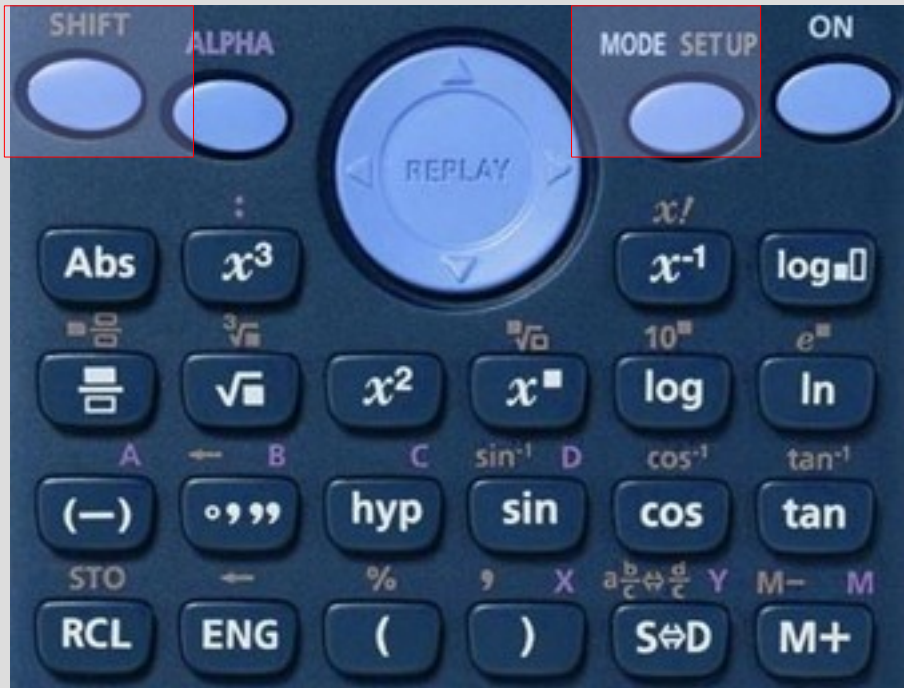 SHIFT ALPHA MODE SETUP ON
REPLAY
: x!
Abs x³ x⁻¹ log▪▯
▪⌸ ³√▪ ▪√▫ 10▪ e▪
√▪ x² x▪ log ln
A ← B C sin⁻¹ D cos⁻¹ tan⁻¹
(—) °,,, hyp sin cos tan
STO ← % , X a b/c⇔d/c Y M− M
RCL ENG ( ) S⇔D M+